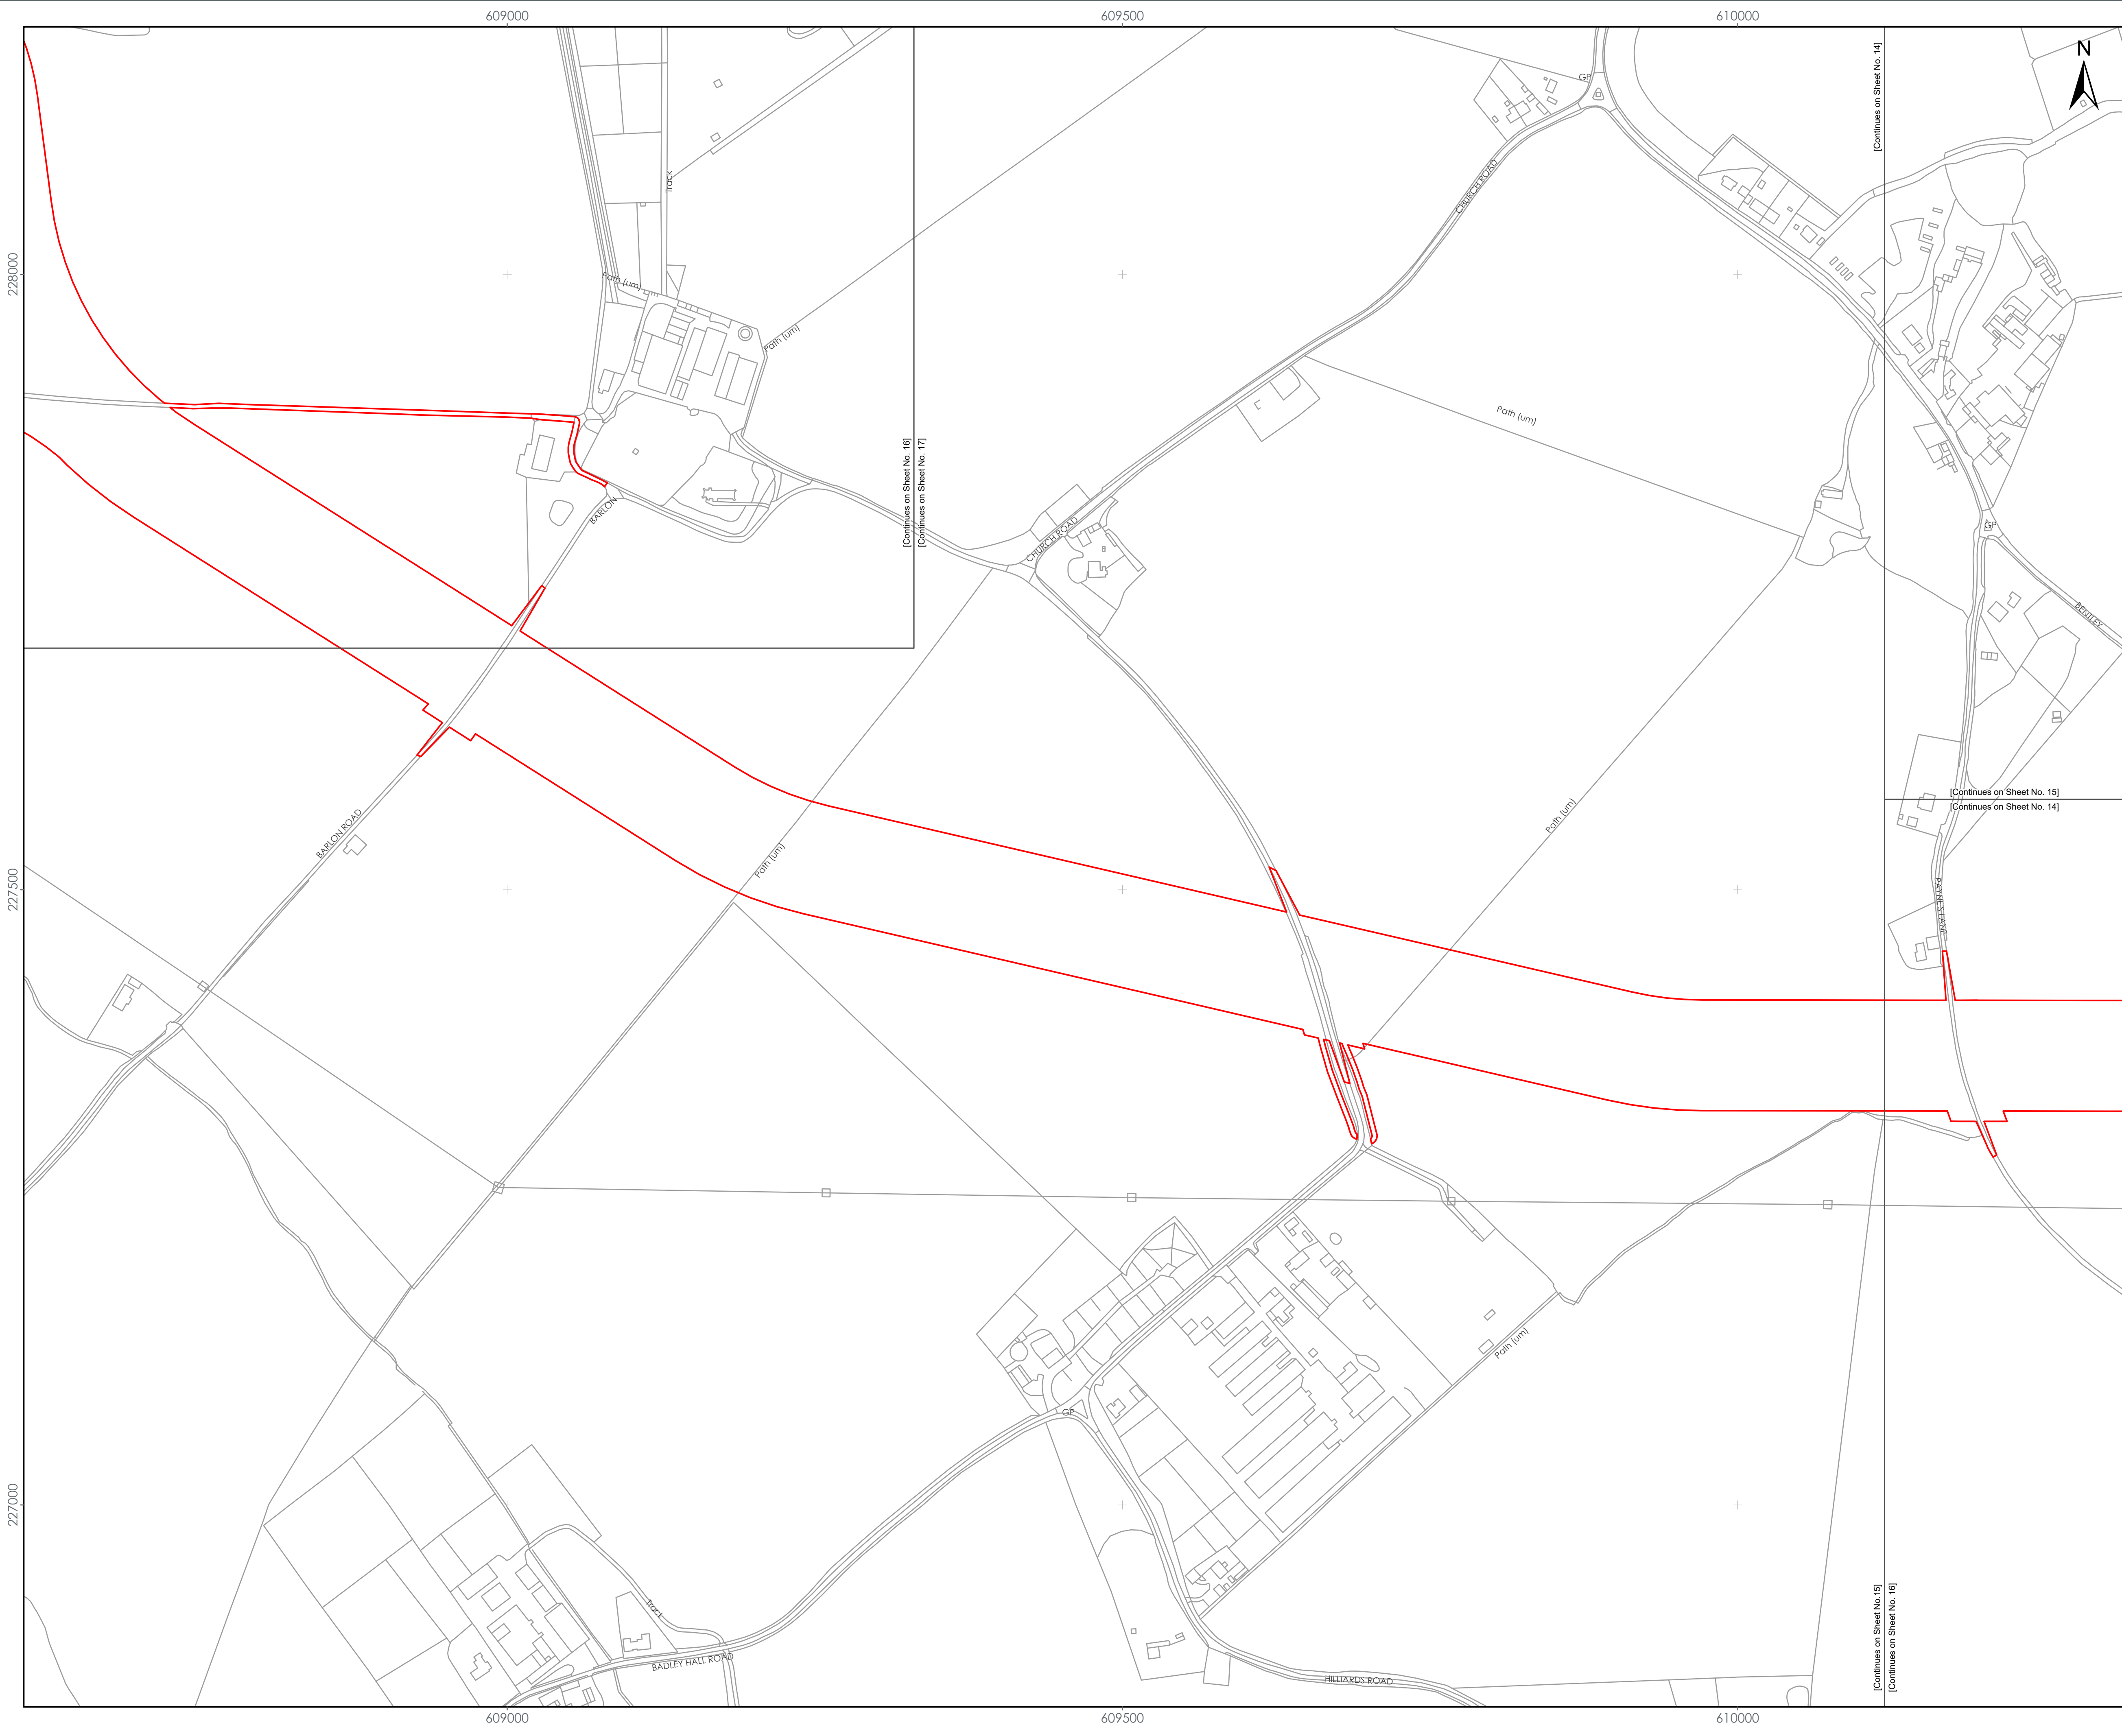 609000
609500
610000
N
[Continues on Sheet No. 14]
GP
Track
CHURCH ROAD
228000
Path (um)
Path (um)
Path (um)
[Continues on Sheet No. 16]
[Continues on Sheet No. 17]
BARLON
CHURCH ROAD
GP
BENTLEY
[Continues on Sheet No. 15]
[Continues on Sheet No. 14]
BARLON ROAD
Path (um)
Path (um)
227500
PAYNES LANE
Path (um)
GP
227000
Track
BADLEY HALL ROAD
HILLIARDS ROAD
[Continues on Sheet No.15]
[Continues on Sheet No. 16]
609000
609500
610000